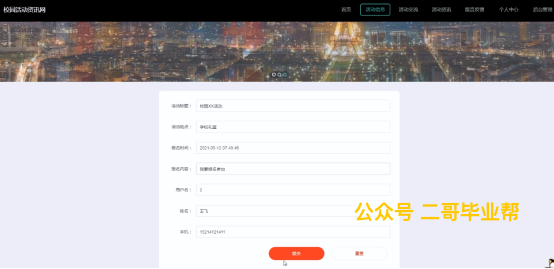 校园活动资讯网
首页 活动信息 活动交流 活动资讯 留言反馈 个人中心 后台管理
活动标题： 校园XX活动
活动地点： 学校礼堂
报名时间： 2021-05-12 07:49:46
报名内容： 我要报名参加
用户名： 2
姓名： 王飞
公众号 二哥毕业帮
手机： 15214121411
提交 重置